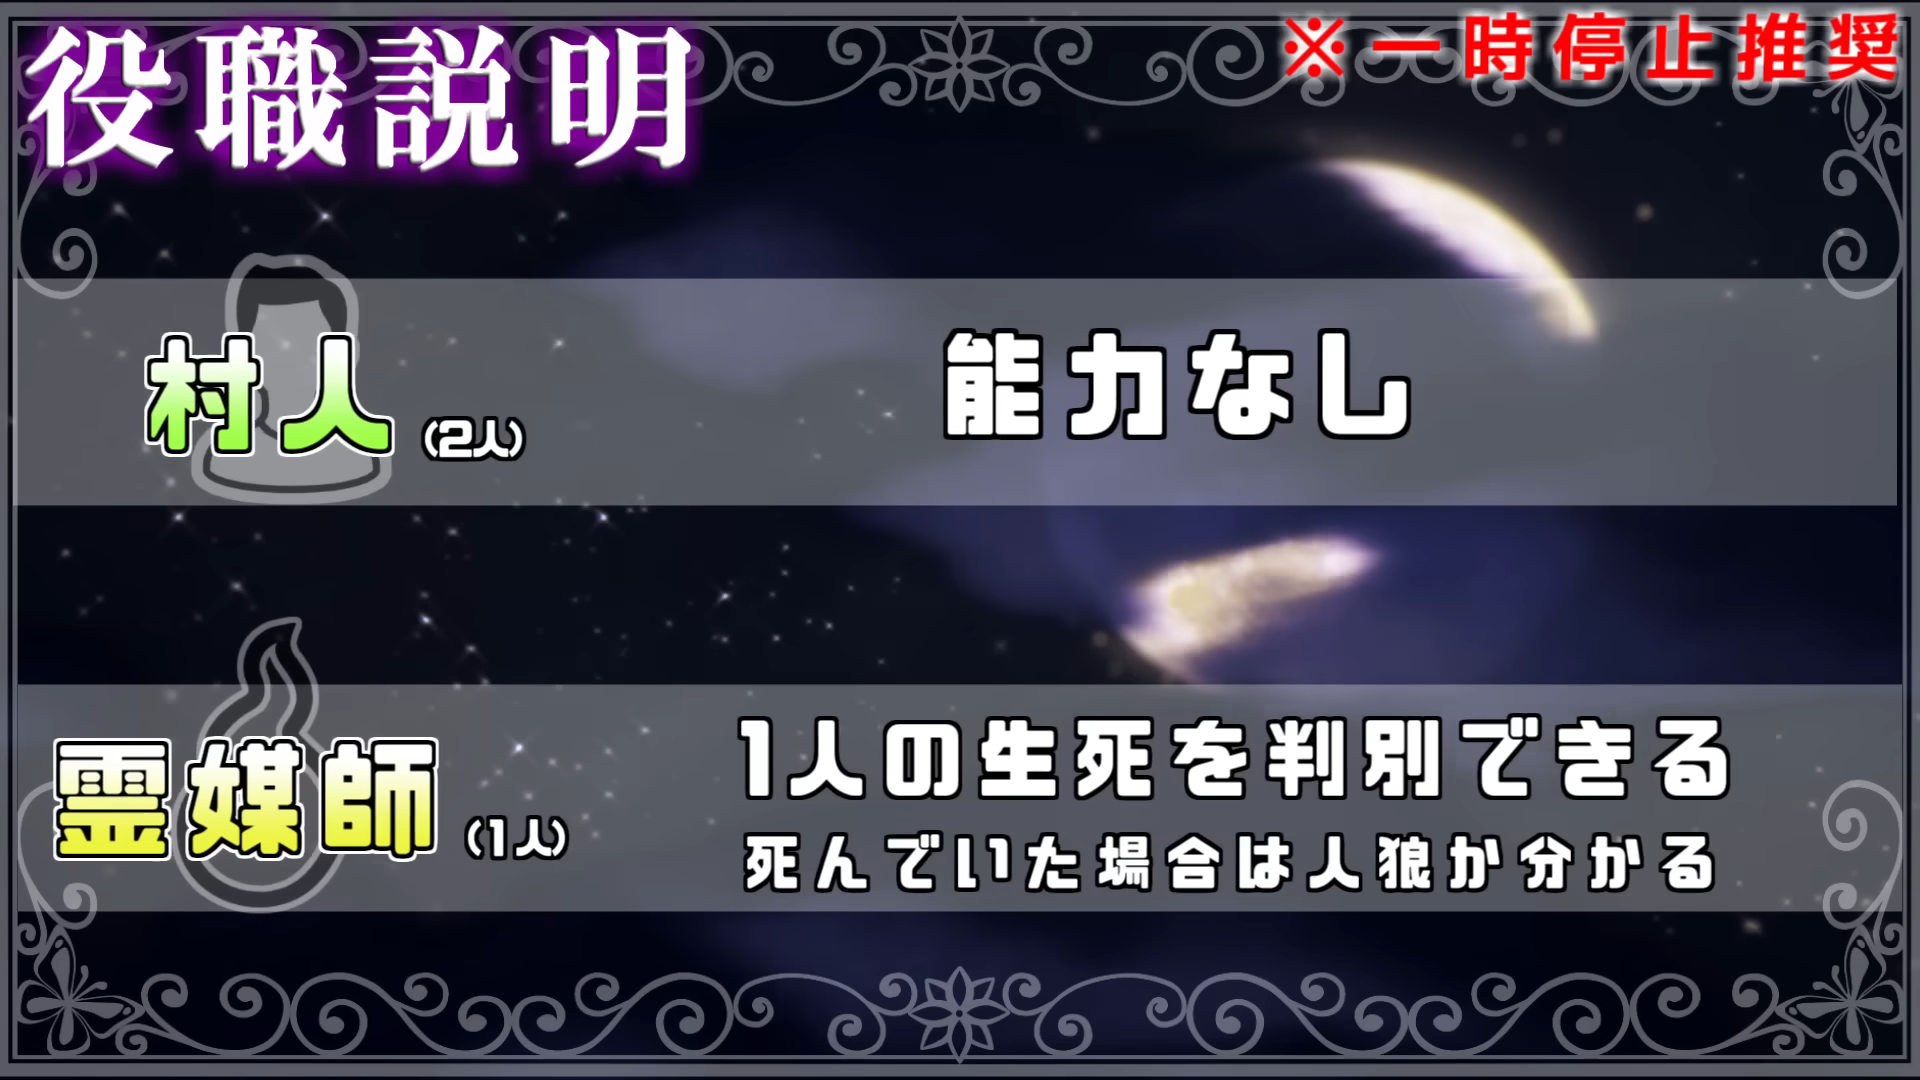 役職説明
※一時停止推奨
村人(2人)
能力なし
霊媒師(1人)
1人の生死を判別できる
死んでいた場合は人狼か分かる